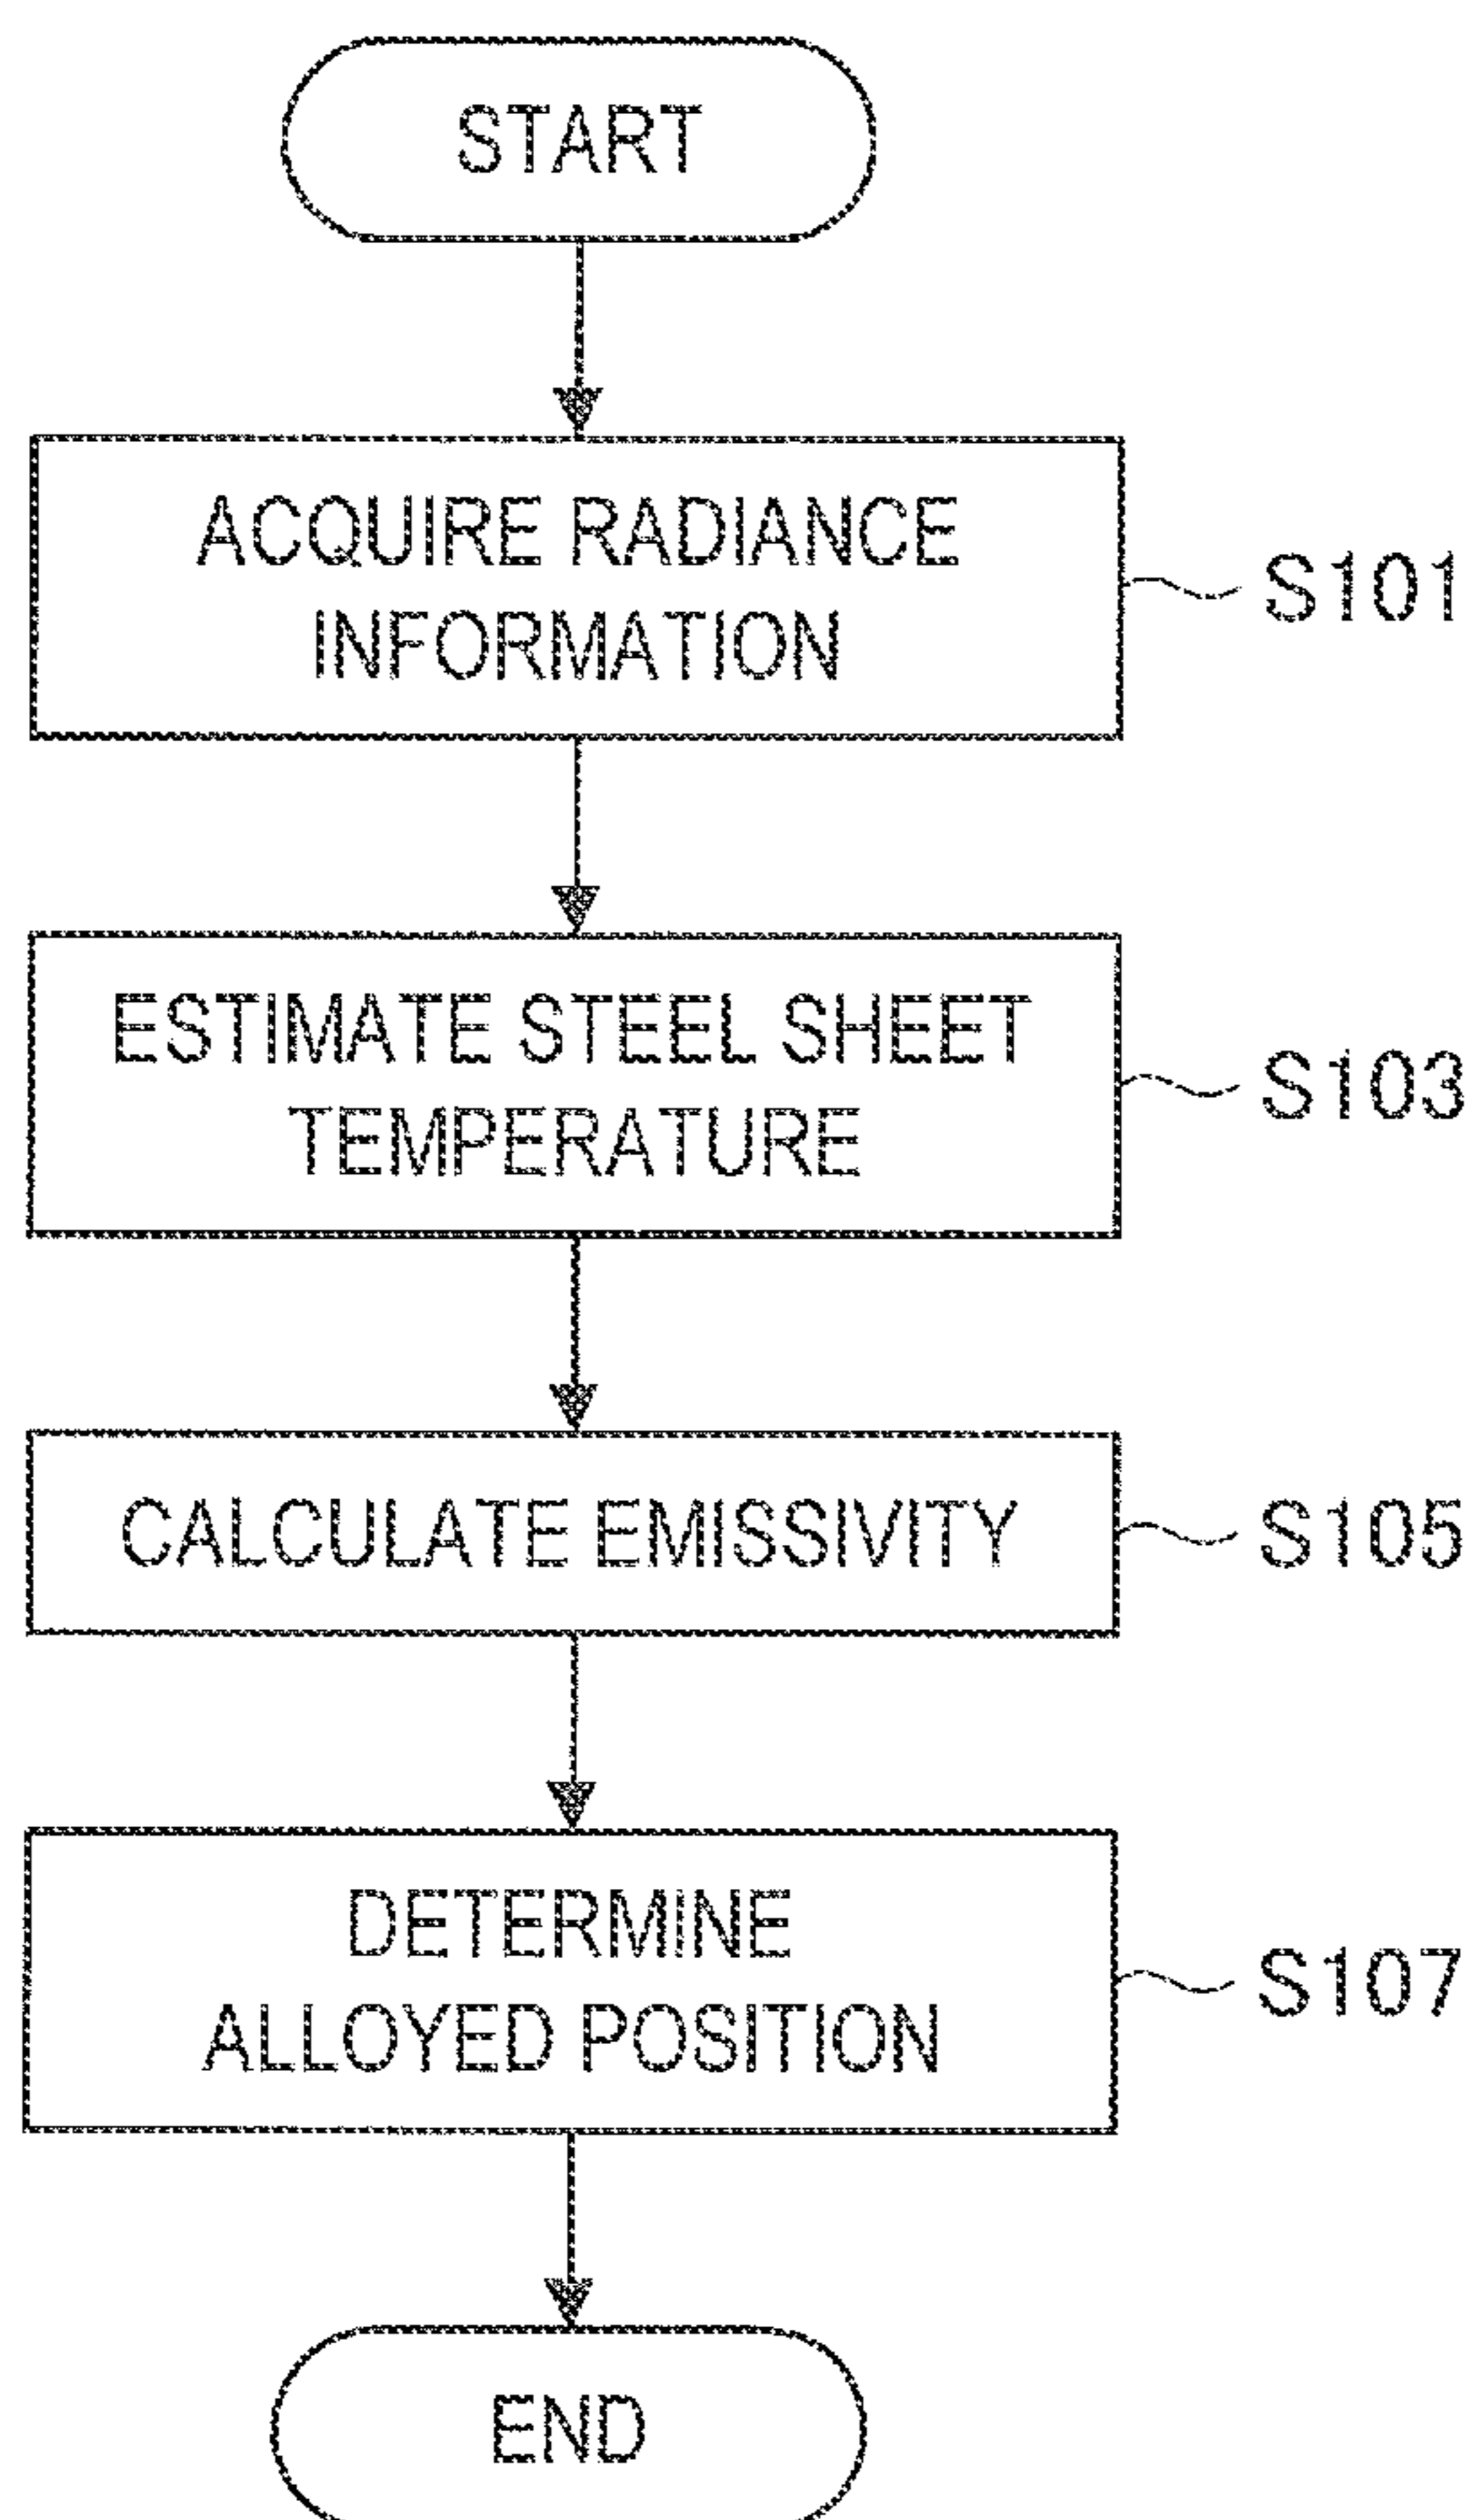 START
ACQUIRE RADIANCE
INFORMATION
S101
ESTIMATE STEEL SHEET
TEMPERATURE
S103
CALCULATE EMISSIVITY
S105
DETERMINE
ALLOYED POSITION
S107
END